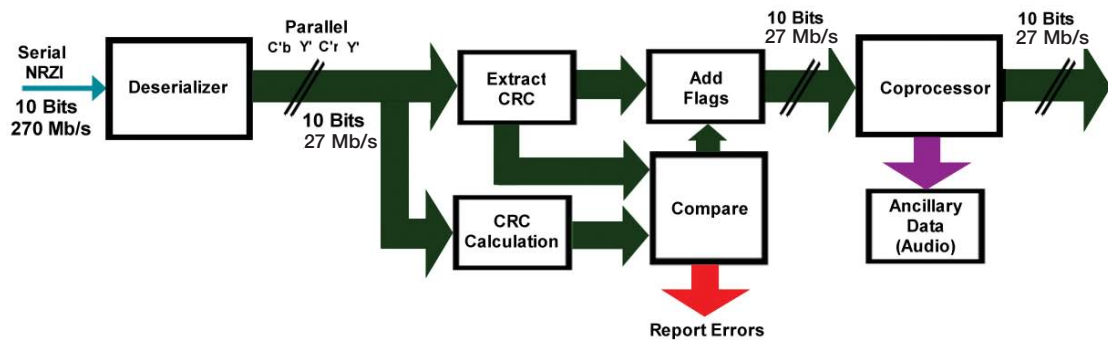 Serial
NRZI
10 Bits
270 Mb/s
Deserializer
Parallel
C'b Y' C'r Y'
10 Bits
27 Mb/s
Extract
CRC
CRC
Calculation
Add
Flags
Compare
Report Errors
10 Bits
27 Mb/s
Coprocessor
Ancillary
Data
(Audio)
10 Bits
27 Mb/s